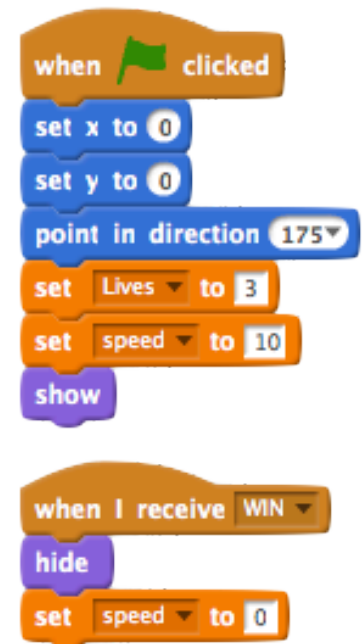 when clicked
set x to 0
set y to 0
point in direction 175
set Lives to 3
set speed to 10
show
when I receive WIN
hide
set speed to 0